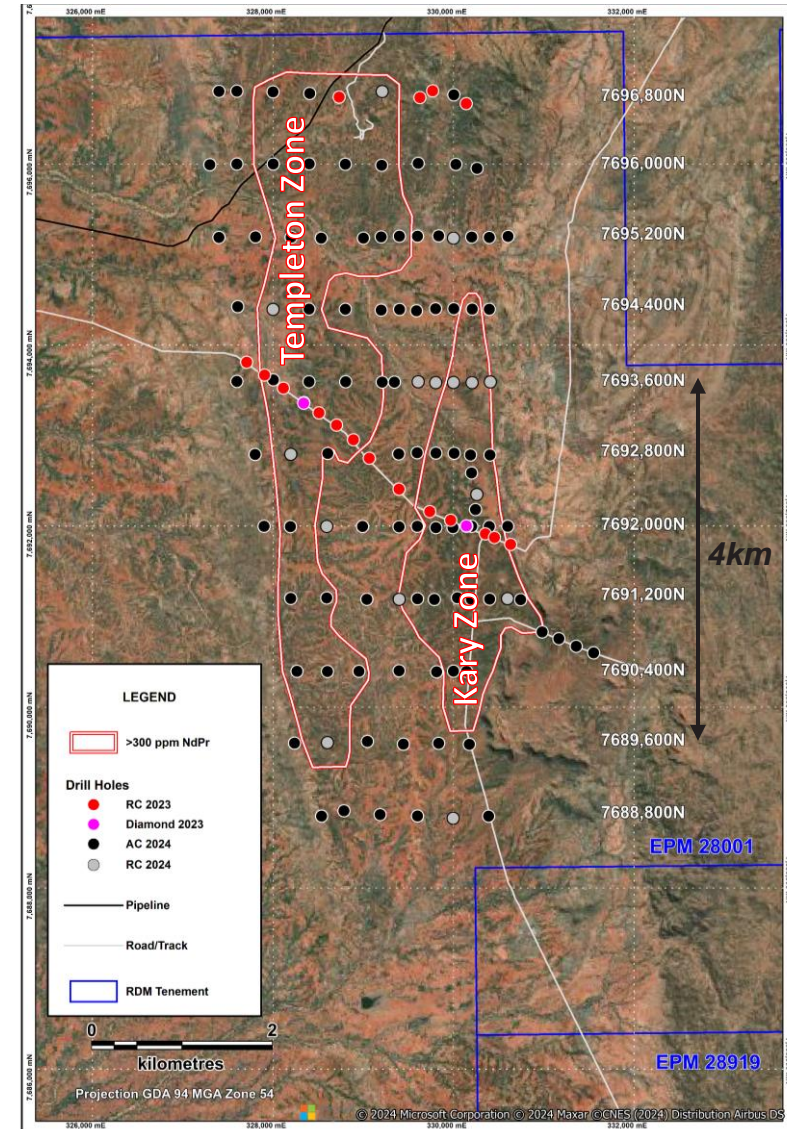 326,000 mE
328,000 mE
330,000 mE
332,000 mE
7696,800N
7,696,000 mN
7696,000N
Templeton Zone
7695,200N
7694,400N
7,694,000 mN
7693,600N
7692,800N
7,692,000 mN
7692,000N
4km
Kary Zone
7691,200N
7690,400N
7,690,000 mN
7689,600N
7688,800N
EPM 28001
7,688,000 mN
LEGEND
>300 ppm NdPr
Drill Holes
RC 2023
Diamond 2023
AC 2024
RC 2024
Pipeline
Road/Track
RDM Tenement
0 2
kilometres
EPM 28919
7,686,000 mN
Projection GDA 94 MGA Zone 54
© 2024 Microsoft Corporation © 2024 Maxar ©CNES (2024) Distribution Airbus DS
326,000 mE
328,000 mE
330,000 mE
332,000 mE